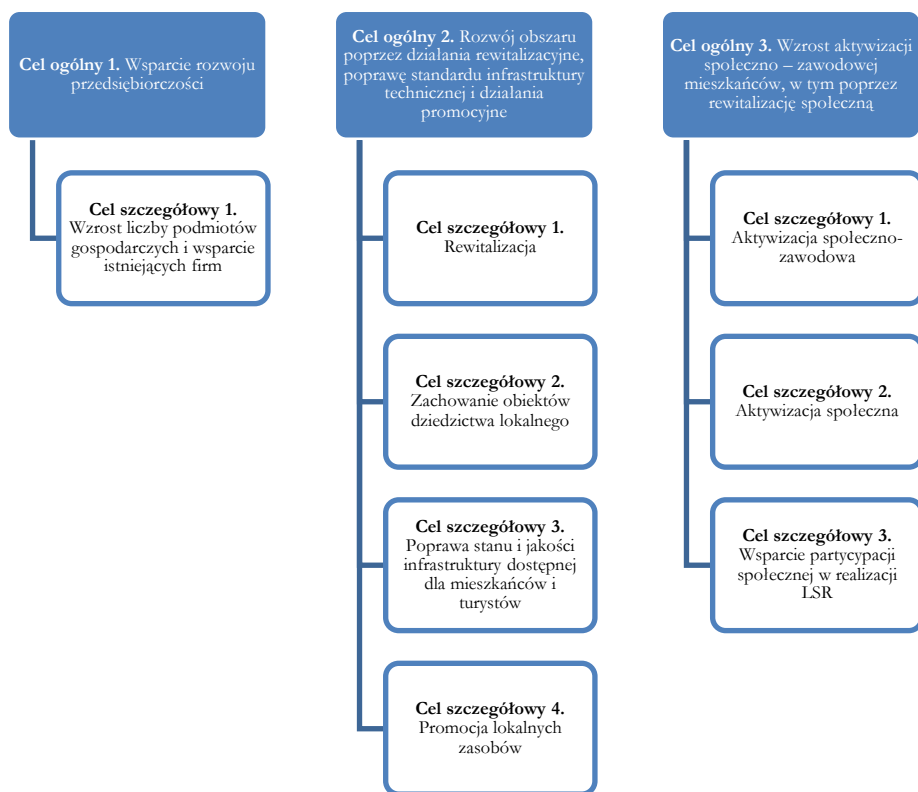 Cel ogólny 1. Wsparcie rozwoju
przedsiębiorczości
Cel szczegółowy 1.
Wzrost liczby podmiotów
gospodarczych i wsparcie
istniejących firm
Cel ogólny 2. Rozwój obszaru
poprzez działania rewitalizacyjne,
poprawę standardu infrastruktury
technicznej i działania
promocyjne
Cel szczegółowy 1.
Rewitalizacja
Cel szczegółowy 2.
Zachowanie obiektów
dziedzictwa lokalnego
Cel szczegółowy 3.
Poprawa stanu i jakości
infrastruktury dostępnej
dla mieszkańców i
turystów
Cel szczegółowy 4.
Promocja lokalnych
zasobów
Cel ogólny 3. Wzrost aktywizacji
społeczno – zawodowej
mieszkańców, w tym poprzez
rewitalizację społeczną
Cel szczegółowy 1.
Aktywizacja społeczno-
zawodowa
Cel szczegółowy 2.
Aktywizacja społeczna
Cel szczegółowy 3.
Wsparcie partycypacji
społecznej w realizacji
LSR